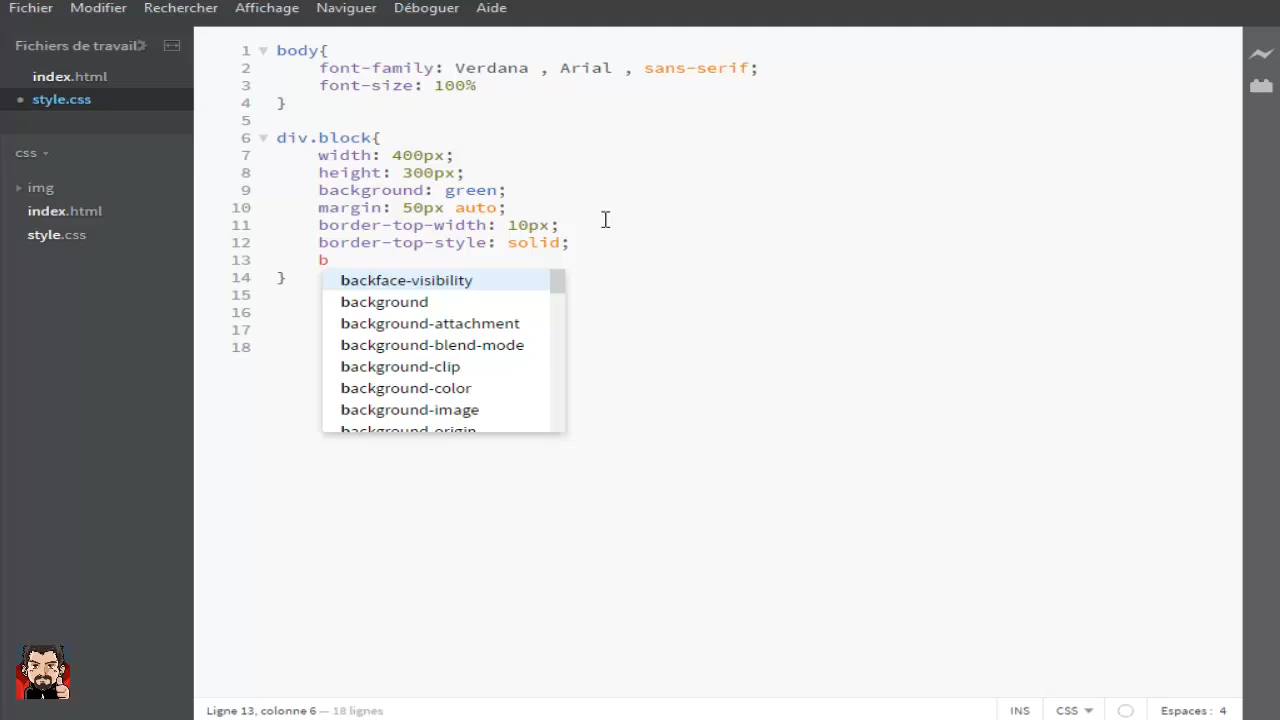 Fichier Modifier Rechercher Affichage Naviguer Déboguer Aide
Fichiers de travail
index.html
style.css
css
img
index.html
style.css
1 body{
2 font-family: Verdana , Arial , sans-serif;
3 font-size: 100%
4 }
5
6 div.block{
7 width: 400px;
8 height: 300px;
9 background: green;
10 margin: 50px auto;
11 border-top-width: 10px;
12 border-top-style: solid;
13 b
14 }
15
16
17
18
backface-visibility
background
background-attachment
background-blend-mode
background-clip
background-color
background-image
background-origin
Ligne 13, colonne 6 — 18 lignes
INS CSS Espaces : 4